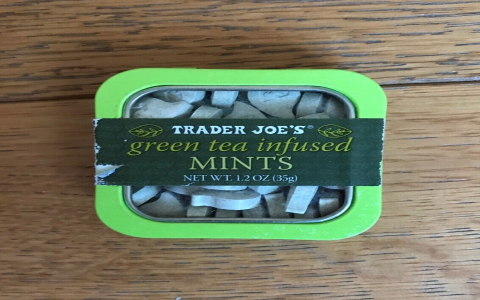 TRADER JOE'S®
green tea infused
MINTS
NET WT. 1.2 OZ (35g)